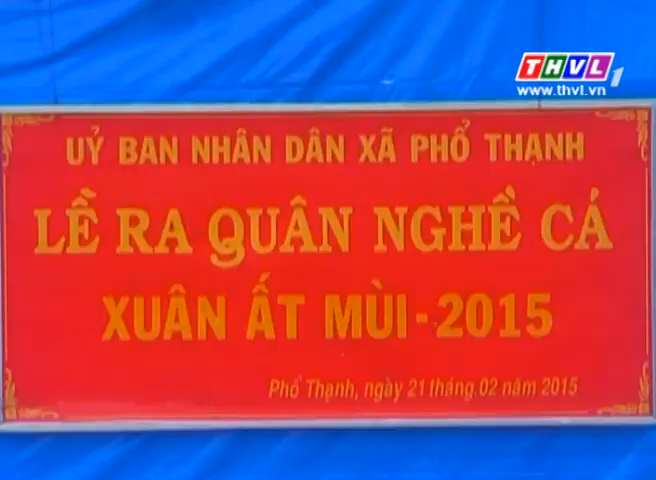 THVL1
www.thvl.vn
UỶ BAN NHÂN DÂN XÃ PHỔ THẠNH
LỄ RA QUÂN NGHỀ CÁ
XUÂN ẤT MÙI - 2015
Phổ Thạnh, ngày 21 tháng 02 năm 2015